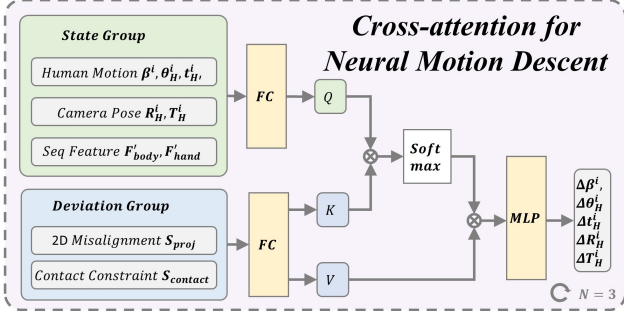 Cross-attention for
Neural Motion Descent
State Group
Human Motion β^i, θ_H^i, t_H^i,
Camera Pose R_H^i, T_H^i
Seq Feature F'_body, F'_hand
FC
Q
Soft
max
Deviation Group
2D Misalignment S_proj
Contact Constraint S_contact
FC
K
V
MLP
Δβ^i,
Δθ_H^i
Δt_H^i
ΔR_H^i
ΔT_H^i
N = 3